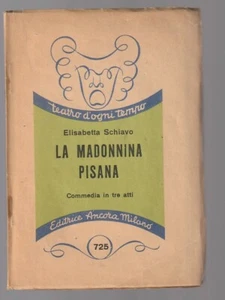 teatro d'ogni tempo
Elisabetta Schiavo
LA MADONNINA
PISANA
Commedia in tre atti
Editrice Ancora Milano
725